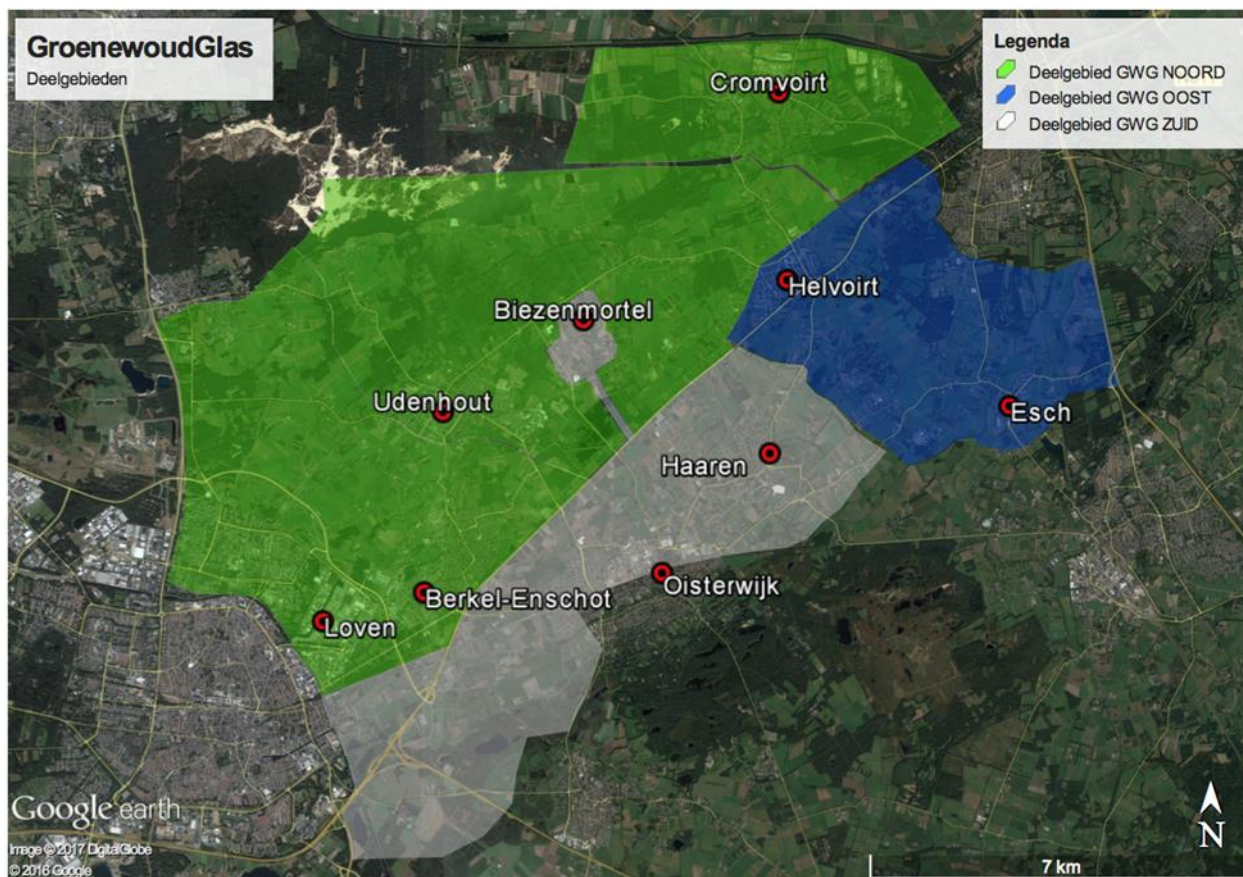 GroenewoudGlas
Deelgebieden
Legenda
Deelgebied GWG NOORD
Deelgebied GWG OOST
Deelgebied GWG ZUID
Cromvoirt
Helvoirt
Biezenmortel
Udenhout
Esch
Haaren
Oisterwijk
Berkel-Enschot
Loven
Google earth
Image © 2017 DigitalGlobe
© 2016 Google
N
7 km